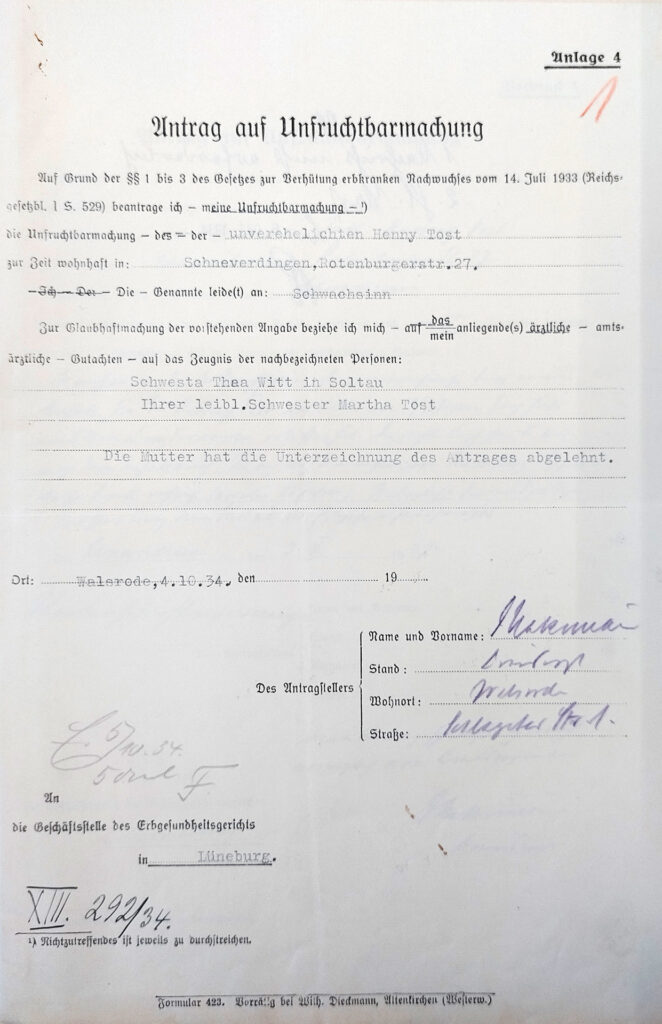 Anlage 4
1
Antrag auf Unfruchtbarmachung
Auf Grund der §§ 1 bis 3 des Gesetzes zur Verhütung erbkranken Nachwuchses vom 14. Juli 1933 (Reichs-
gesetzbl. I S. 529) beantrage ich – meine Unfruchtbarmachung – ¹)
die Unfruchtbarmachung – des – der – unverehelichten Henny Tost
zur Zeit wohnhaft in: Schneverdingen,Rotenburgerstr.27.
– Ich – Der – Die – Genannte leide(t) an: Schwachsinn
Zur Glaubhaftmachung der vorstehenden Angabe beziehe ich mich – auf das
mein anliegende(s) ärztliche – amts-
ärztliche – Gutachten – auf das Zeugnis der nachbezeichneten Personen:
Schwesta Thea Witt in Soltau
Ihrer leibl.Schwester Martha Tost
Die Mutter hat die Unterzeichnung des Antrages abgelehnt.
Ort: Walsrode,4.10.34. den 19
Des Antragstellers
Name und Vorname:
Stand:
Wohnort: Walsrode
Straße:
5/10.34.
An
die Geschäftsstelle des Erbgesundheitsgerichts
in Lüneburg.
XIII. 292/34.
¹) Nichtzutreffendes ist jeweils zu durchstreichen.
Formular 423. Vorrätig bei Wilh. Dieckmann, Altenkirchen (Westerw.)